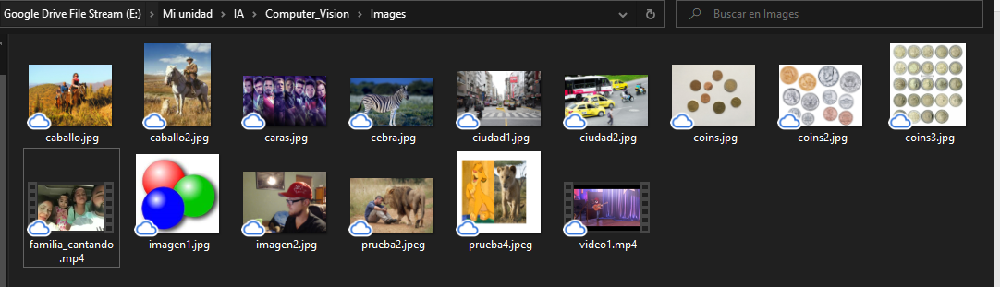 Google Drive File Stream (E:) > Mi unidad > IA > Computer_Vision > Images
Buscar en Images
caballo.jpg
caballo2.jpg
caras.jpg
cebra.jpg
ciudad1.jpg
ciudad2.jpg
coins.jpg
coins2.jpg
coins3.jpg
familia_cantando
.mp4
imagen1.jpg
imagen2.jpg
prueba2.jpeg
prueba4.jpeg
video1.mp4